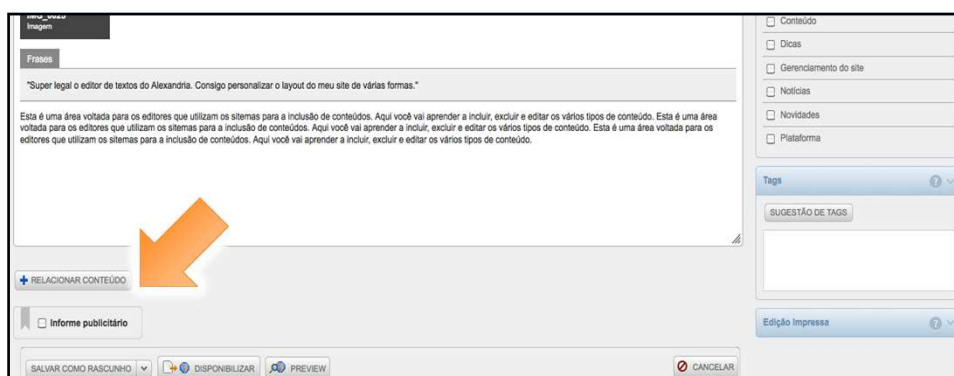 IMG_0023
Imagem
Frases
"Super legal o editor de textos do Alexandria. Consigo personalizar o layout do meu site de várias formas."
Esta é uma área voltada para os editores que utilizam os sitemas para a inclusão de conteúdos. Aqui você vai aprender a incluir, excluir e editar os vários tipos de conteúdo. Esta é uma área
voltada para os editores que utilizam os sitemas para a inclusão de conteúdos. Aqui você vai aprender a incluir, excluir e editar os vários tipos de conteúdo. Esta é uma área voltada para os
editores que utilizam os sitemas para a inclusão de conteúdos. Aqui você vai aprender a incluir, excluir e editar os vários tipos de conteúdo.
RELACIONAR CONTEÚDO
Informe publicitário
SALVAR COMO RASCUNHO
DISPONIBILIZAR
PREVIEW
CANCELAR
Conteúdo
Dicas
Gerenciamento do site
Notícias
Novidades
Plataforma
Tags
SUGESTÃO DE TAGS
Edição Impressa